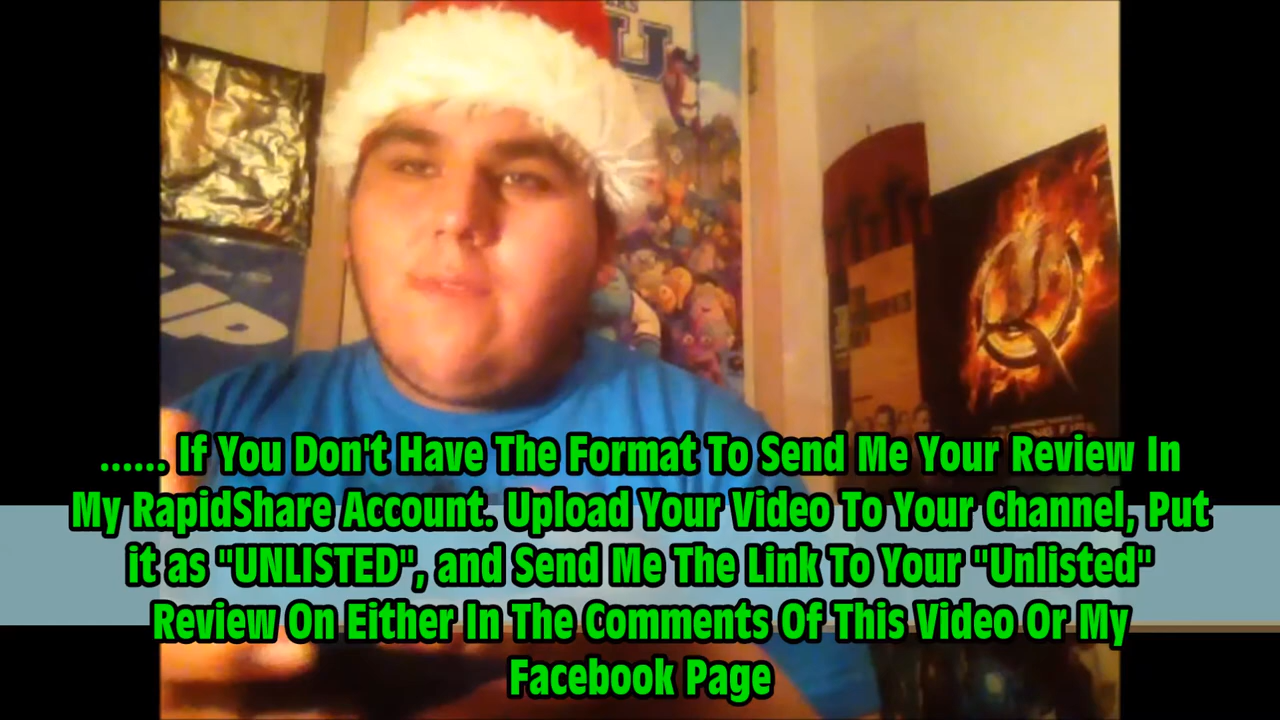 U
...... If You Don't Have The Format To Send Me Your Review In
My RapidShare Account. Upload Your Video To Your Channel, Put
it as "UNLISTED", and Send Me The Link To Your "Unlisted"
Review On Either In The Comments Of This Video Or My
Facebook Page